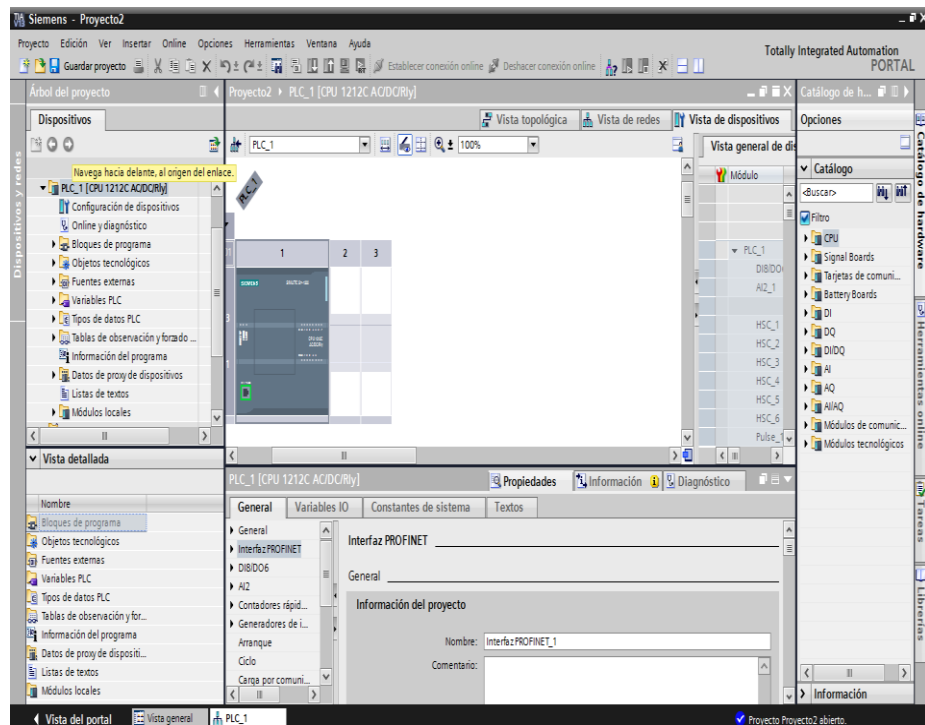 Siemens - Proyecto2
Proyecto Edición Ver Insertar Online Opciones Herramientas Ventana Ayuda
Totally Integrated Automation
PORTAL
Guardar proyecto
Establecer conexión online
Deshacer conexión online
Árbol del proyecto
Dispositivos
Dispositivos y redes
Navega hacia delante, al origen del enlace.
PLC_1 [CPU 1212C AC/DC/Rly]
Configuración de dispositivos
Online y diagnóstico
Bloques de programa
Objetos tecnológicos
Fuentes externas
Variables PLC
Tipos de datos PLC
Tablas de observación y forzado ...
Información del programa
Datos de proxy de dispositivos
Listas de textos
Módulos locales
Vista detallada
Nombre
Bloques de programa
Objetos tecnológicos
Fuentes externas
Variables PLC
Tipos de datos PLC
Tablas de observación y for...
Información del programa
Datos de proxy de dispositi...
Listas de textos
Módulos locales
Proyecto2 PLC_1 [CPU 1212C AC/DC/Rly]
Vista topológica
Vista de redes
Vista de dispositivos
PLC_1
100%
PLC_1
1 2 3
SIEMENS
Vista general de dis
Módulo
PLC_1
DI8/DO
AI2_1
HSC_1
HSC_2
HSC_3
HSC_4
HSC_5
HSC_6
Pulse_1
PLC_1 [CPU 1212C AC/DC/Rly]
Propiedades
Información
Diagnóstico
General
Variables IO
Constantes de sistema
Textos
General
Interfaz PROFINET
DI8/DO6
AI2
Contadores rápid...
Generadores de i...
Arranque
Ciclo
Carga por comuni...
Interfaz PROFINET
General
Información del proyecto
Nombre: Interfaz PROFINET_1
Comentario:
Catálogo de h...
Opciones
Catálogo
<Buscar>
Filtro
CPU
Signal Boards
Tarjetas de comuni...
Battery Boards
DI
DQ
DI/DQ
AI
AQ
AI/AQ
Módulos de comunic...
Módulos tecnológicos
Información
Catálogo de hardware
Herramientas online
Tareas
Librerías
Vista del portal
Vista general
PLC_1
Proyecto Proyecto2 abierto.